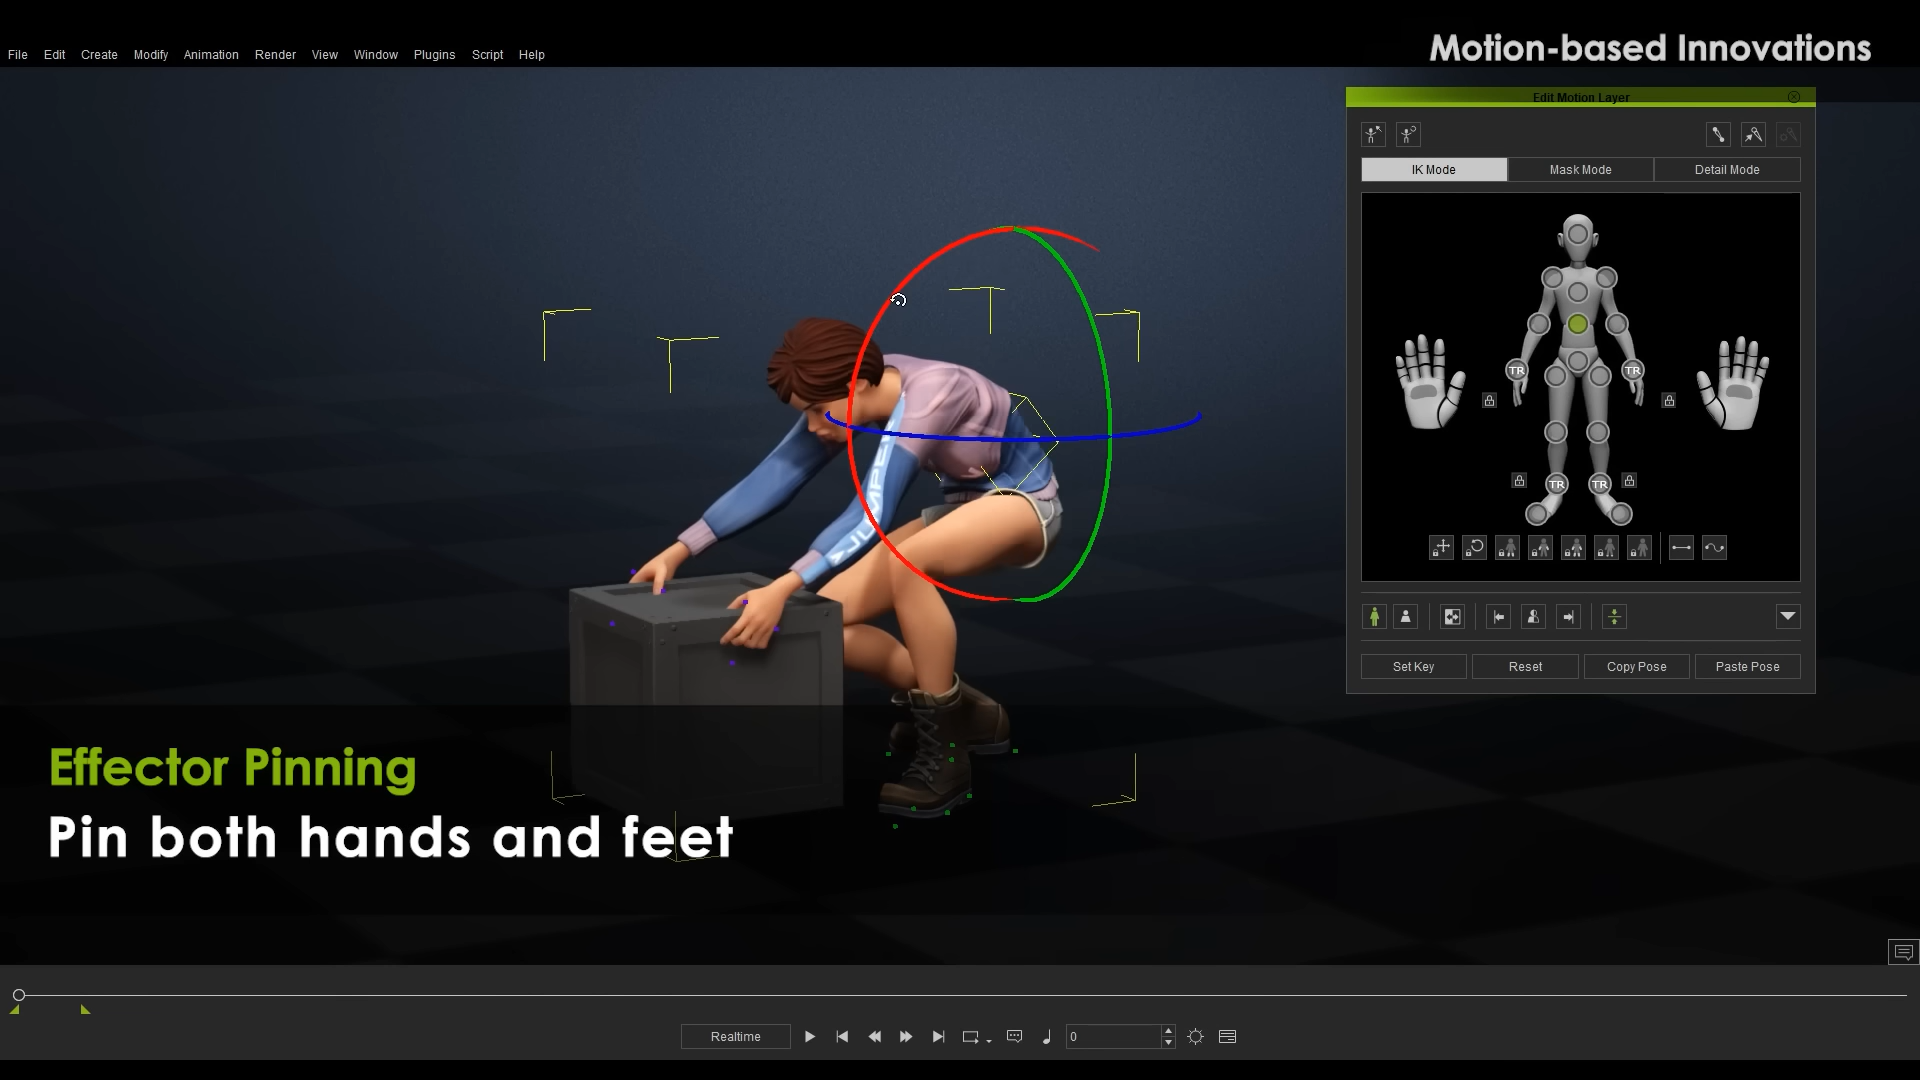 Motion-based Innovations
File Edit Create Modify Animation Render View Window Plugins Script Help
Edit Motion Layer
IK Mode Mask Mode Detail Mode
TR TR
TR TR
Set Key Reset Copy Pose Paste Pose
JUMPE
Effector Pinning
Pin both hands and feet
Realtime 0